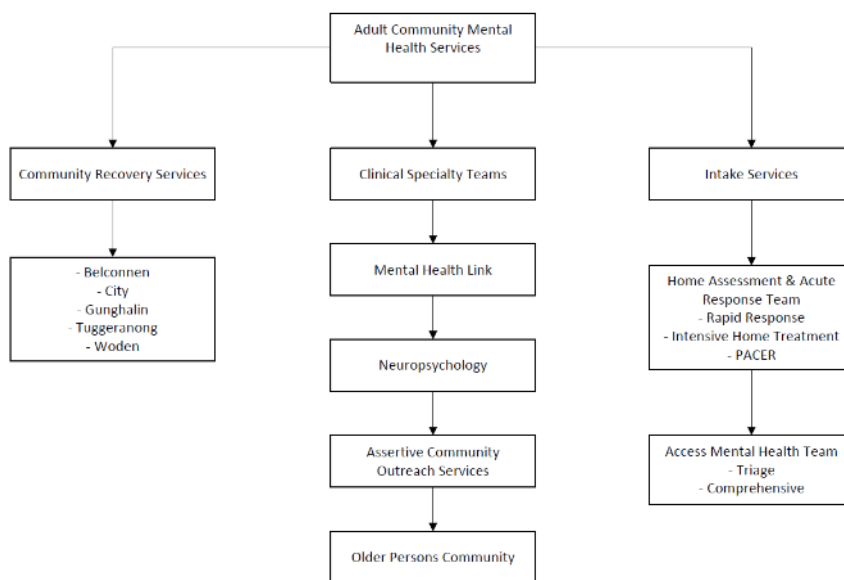 Adult Community Mental
Health Services
Community Recovery Services
Clinical Specialty Teams
Intake Services
- Belconnen
- City
- Gunghalin
- Tuggeranong
- Woden
Mental Health Link
Home Assessment & Acute
Response Team
- Rapid Response
- Intensive Home Treatment
- PACER
Neuropsychology
Assertive Community
Outreach Services
Access Mental Health Team
- Triage
- Comprehensive
Older Persons Community